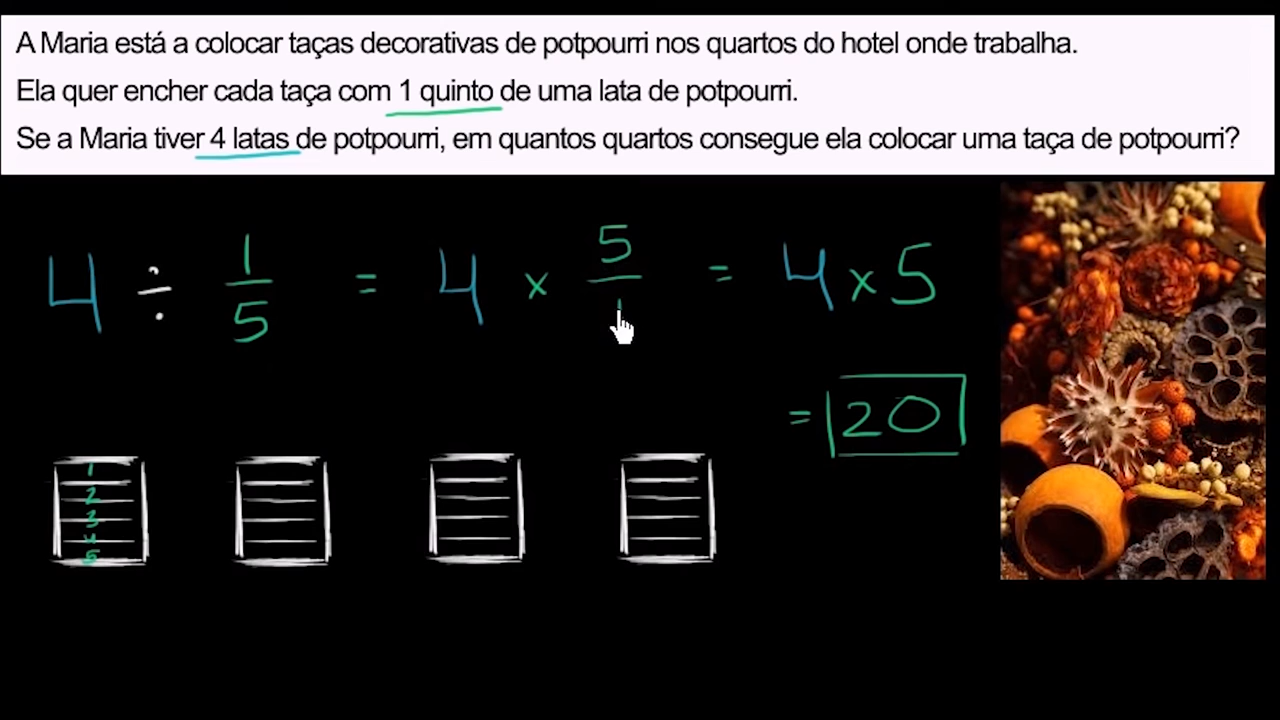 A Maria está a colocar taças decorativas de potpourri nos quartos do hotel onde trabalha.
Ela quer encher cada taça com 1 quinto de uma lata de potpourri.
Se a Maria tiver 4 latas de potpourri, em quantos quartos consegue ela colocar uma taça de potpourri?
4 ÷ 1/5 = 4 x 5/1 = 4 x 5
= 20
1
2
3
4
5